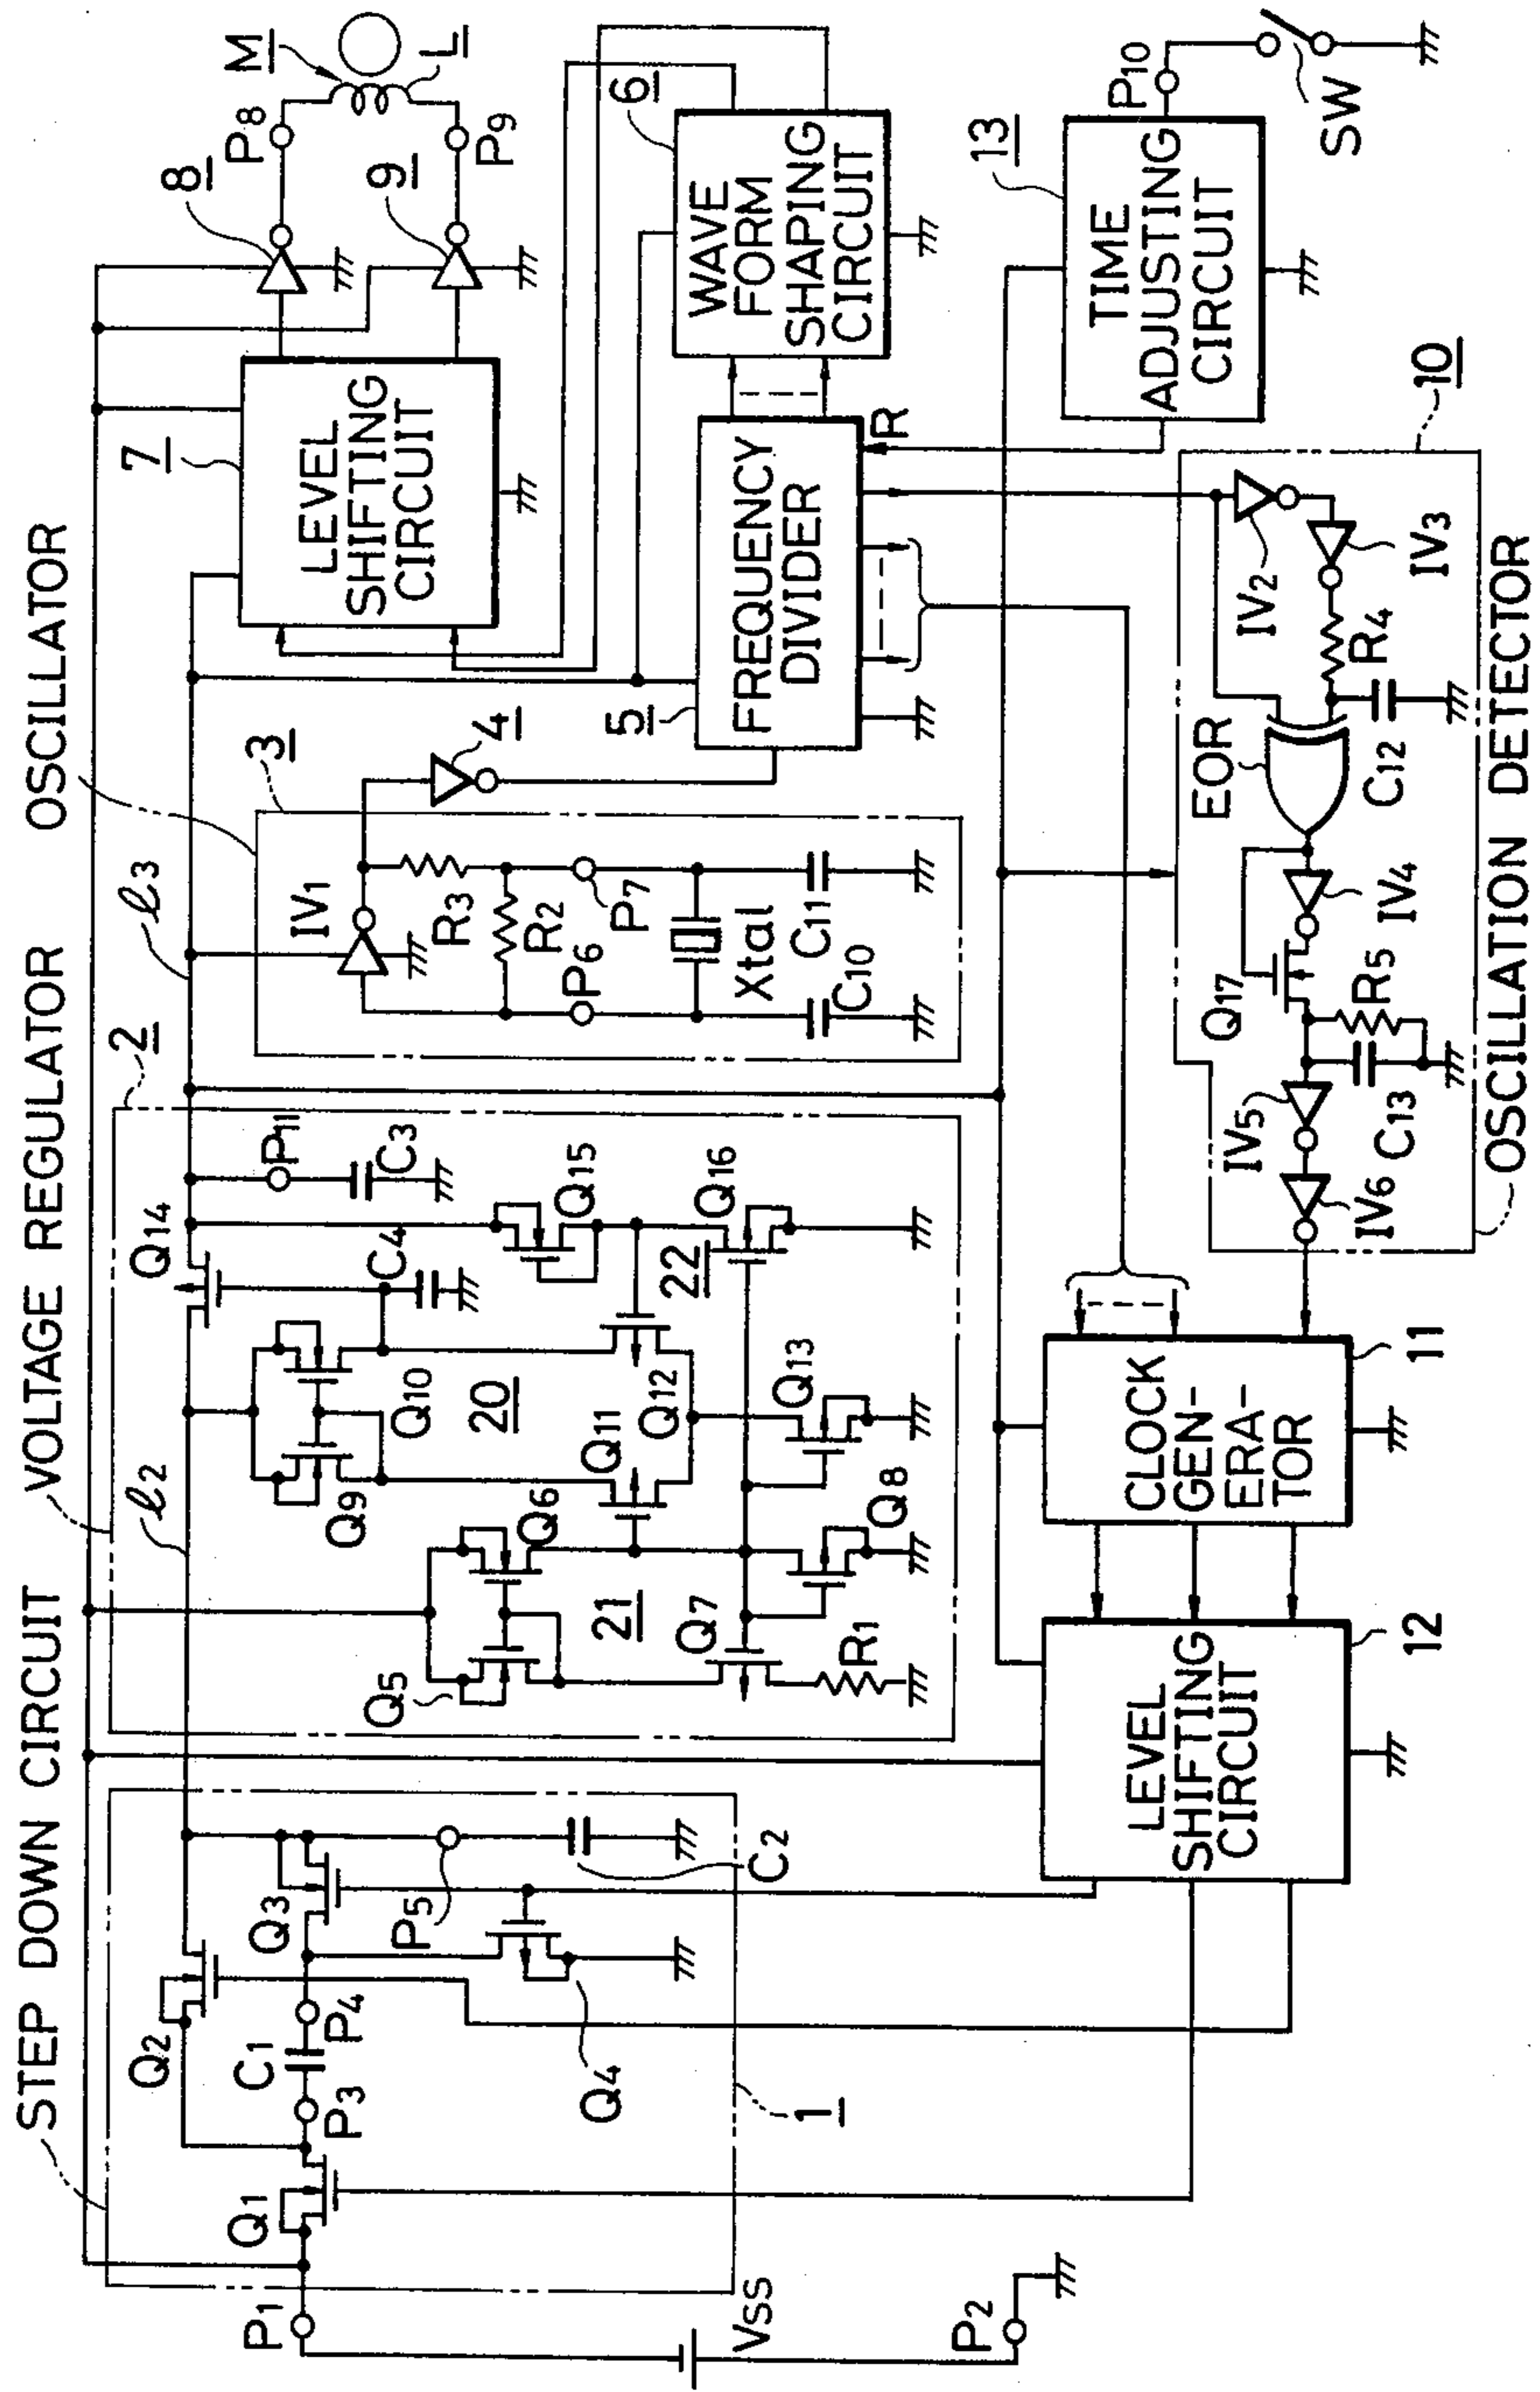 STEP DOWN CIRCUIT
VOLTAGE REGULATOR
OSCILLATOR
P1
Q1
Q2
C1
P3
P4
Q3
P5
C2
Q4
1
VSS
P2
ℓ2
2
Q5
Q6
21
Q7
R1
Q8
Q9
Q10
20
Q11
Q12
Q13
Q14
C4
P11
C3
Q15
22
Q16
ℓ3
3
IV1
R3
R2
P6
P7
Xtal
C10
C11
4
5
FREQUENCY
DIVIDER
R
7
LEVEL
SHIFTING
CIRCUIT
8
9
P8
P9
M
L
6
WAVE
FORM
SHAPING
CIRCUIT
13
TIME
ADJUSTING
CIRCUIT
P10
SW
10
IV2
IV3
R4
C12
EOR
IV4
Q17
R5
C13
IV5
IV6
OSCILLATION DETECTOR
CLOCK
GEN-
ERA-
TOR
11
LEVEL
SHIFTING
CIRCUIT
12